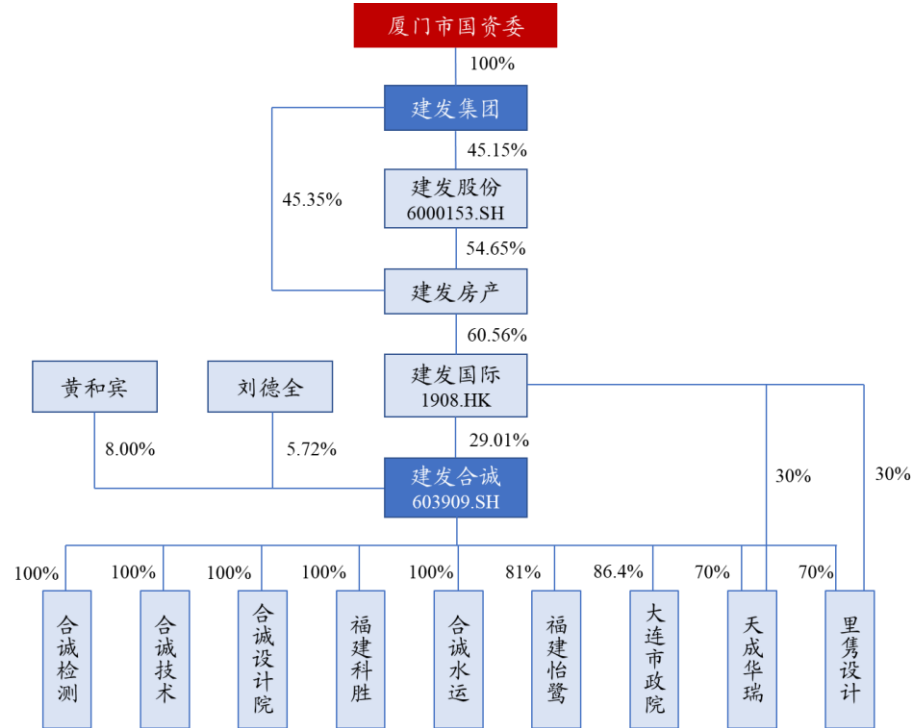 厦门市国资委
100%
建发集团
45.15%
45.35%
建发股份
6000153.SH
54.65%
建发房产
60.56%
黄和宾
刘德全
建发国际
1908.HK
8.00%
5.72%
29.01%
30%
30%
建发合诚
603909.SH
100%
100%
100%
100%
100%
81%
86.4%
70%
70%
合诚检测
合诚技术
合诚设计院
福建科胜
合诚水运
福建怡鹭
大连市政院
天成华瑞
里隽设计